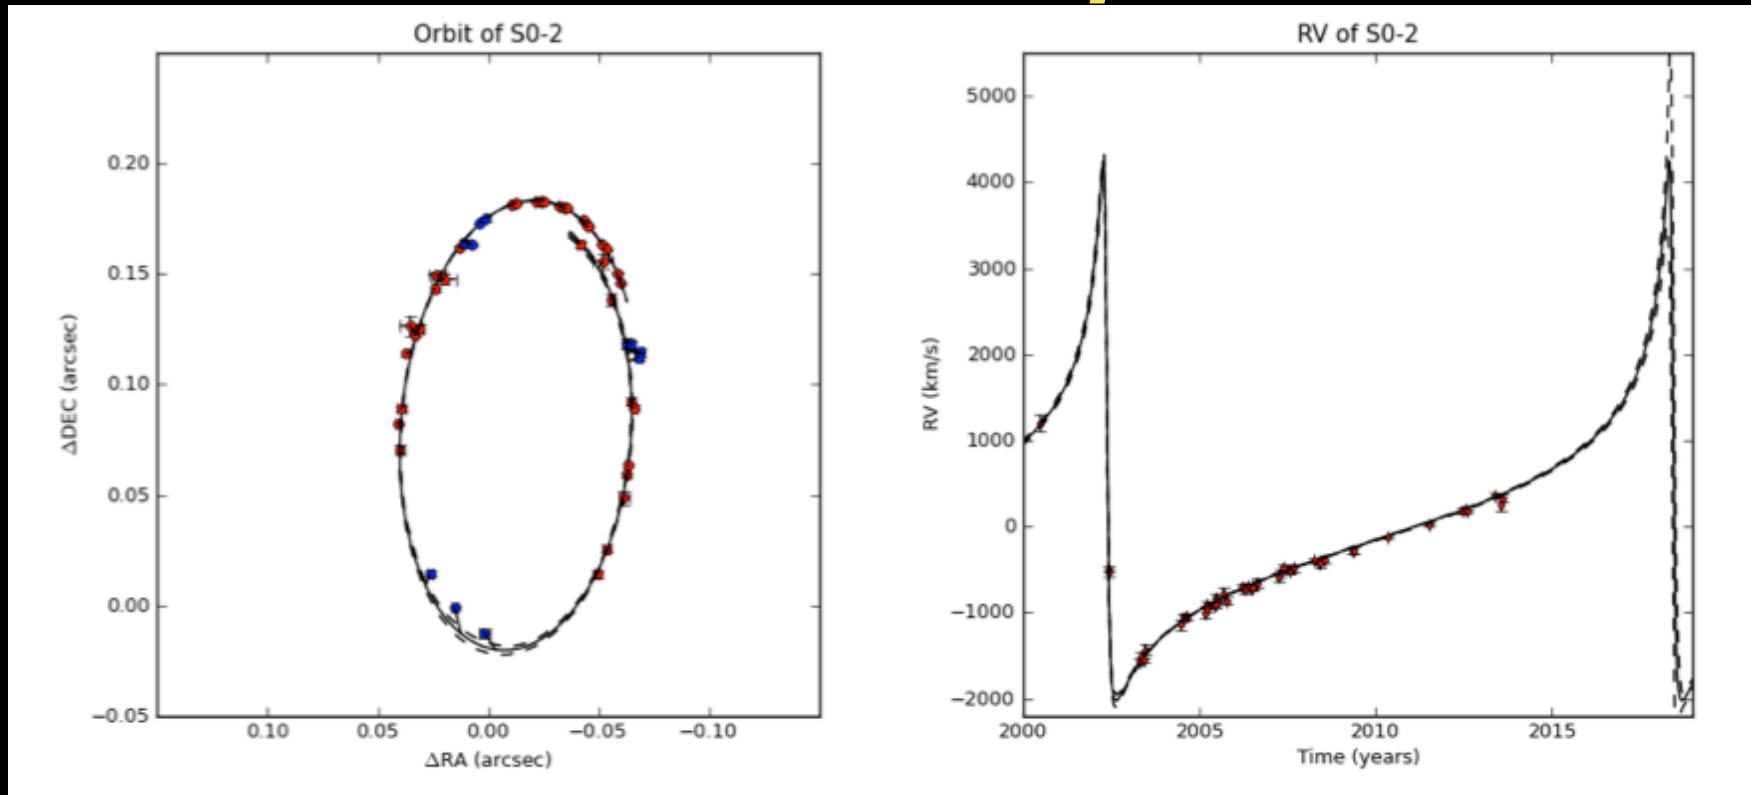 Orbit of S0-2
0.20
0.15
0.10
0.05
0.00
−0.05
0.10 0.05 0.00 −0.05 −0.10
ΔDEC (arcsec)
ΔRA (arcsec)
RV of S0-2
5000
4000
3000
2000
1000
0
−1000
−2000
2000 2005 2010 2015
RV (km/s)
Time (years)